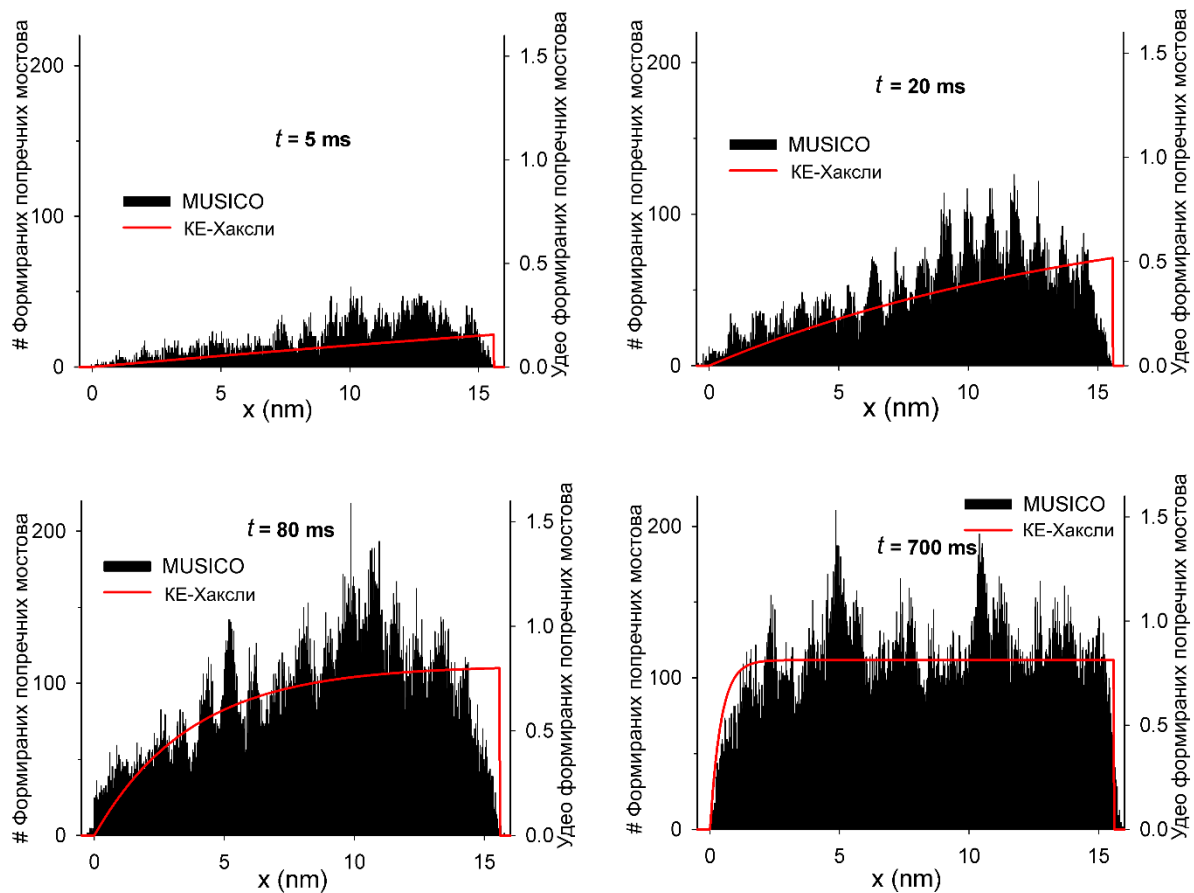 # Формираних попречних мостова
200
100
0
t = 5 ms
MUSICO
КЕ-Хаксли
1.5
1.0
0.5
0.0
Удео формираних попречних мостова
0 5 10 15
x (nm)
# Формираних попречних мостова
200
100
0
t = 20 ms
MUSICO
КЕ-Хаксли
1.5
1.0
0.5
0.0
Удео формираних попречних мостова
0 5 10 15
x (nm)
# Формираних попречних мостова
200
100
0
t = 80 ms
MUSICO
КЕ-Хаксли
1.5
1.0
0.5
0.0
Удео формираних попречних мостова
0 5 10 15
x (nm)
# Формираних попречних мостова
200
100
0
MUSICO
КЕ-Хаксли
t = 700 ms
1.5
1.0
0.5
0.0
Удео формираних попречних мостова
0 5 10 15
x (nm)